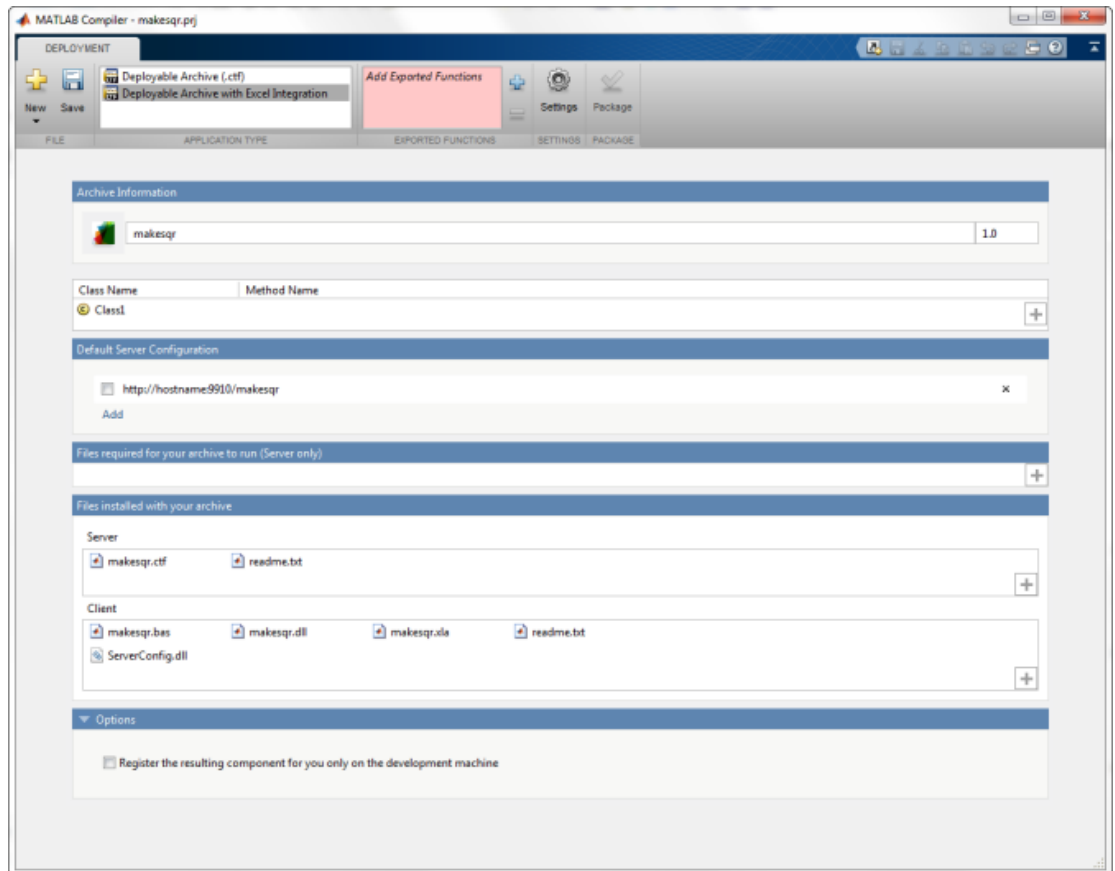 MATLAB Compiler - makesqr.prj
DEPLOYMENT
New
Save
Deployable Archive (.ctf)
Deployable Archive with Excel Integration
Add Exported Functions
Settings
Package
FILE
APPLICATION TYPE
EXPORTED FUNCTIONS
SETTINGS
PACKAGE
Archive Information
makesqr 1.0
Class Name Method Name
Class1
Default Server Configuration
http://hostname:9910/makesqr
Add
Files required for your archive to run (Server only)
Files installed with your archive
Server
makesqr.ctf readme.txt
Client
makesqr.bas makesqr.dll makesqr.xla readme.txt
ServerConfig.dll
Options
Register the resulting component for you only on the development machine